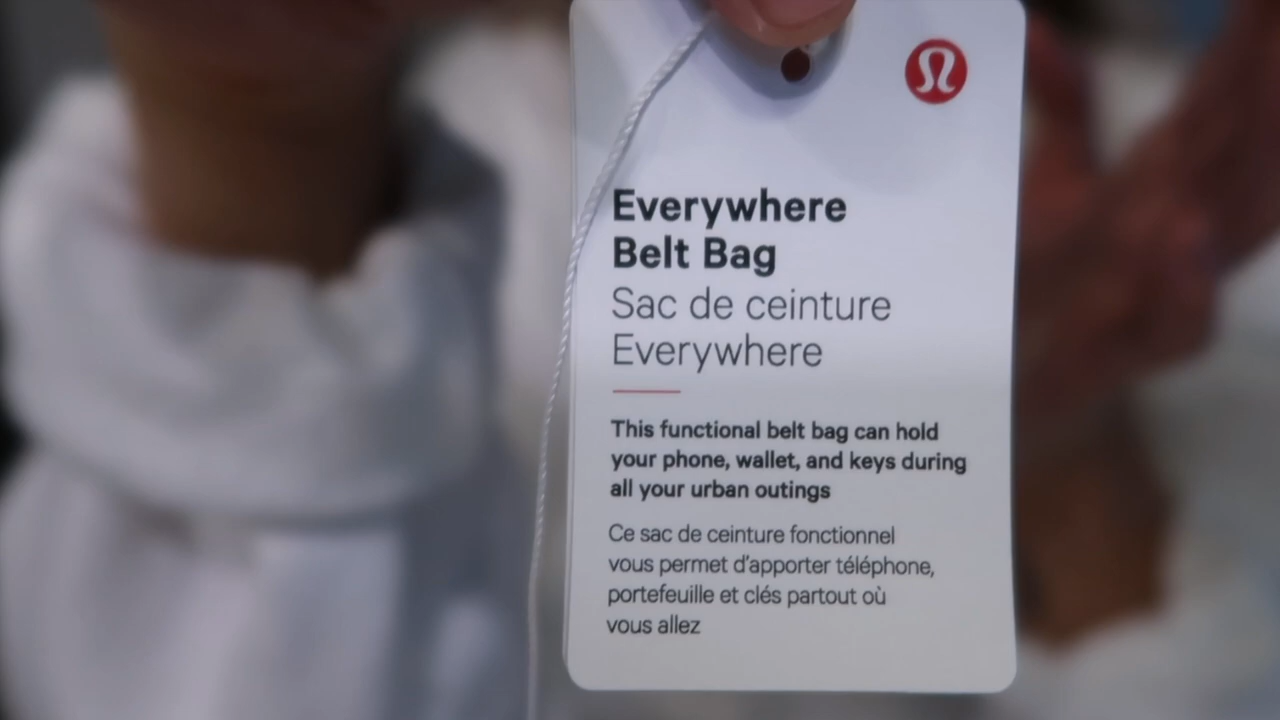 Everywhere
Belt Bag
Sac de ceinture
Everywhere
This functional belt bag can hold
your phone, wallet, and keys during
all your urban outings
Ce sac de ceinture fonctionnel
vous permet d'apporter téléphone,
portefeuille et clés partout où
vous allez